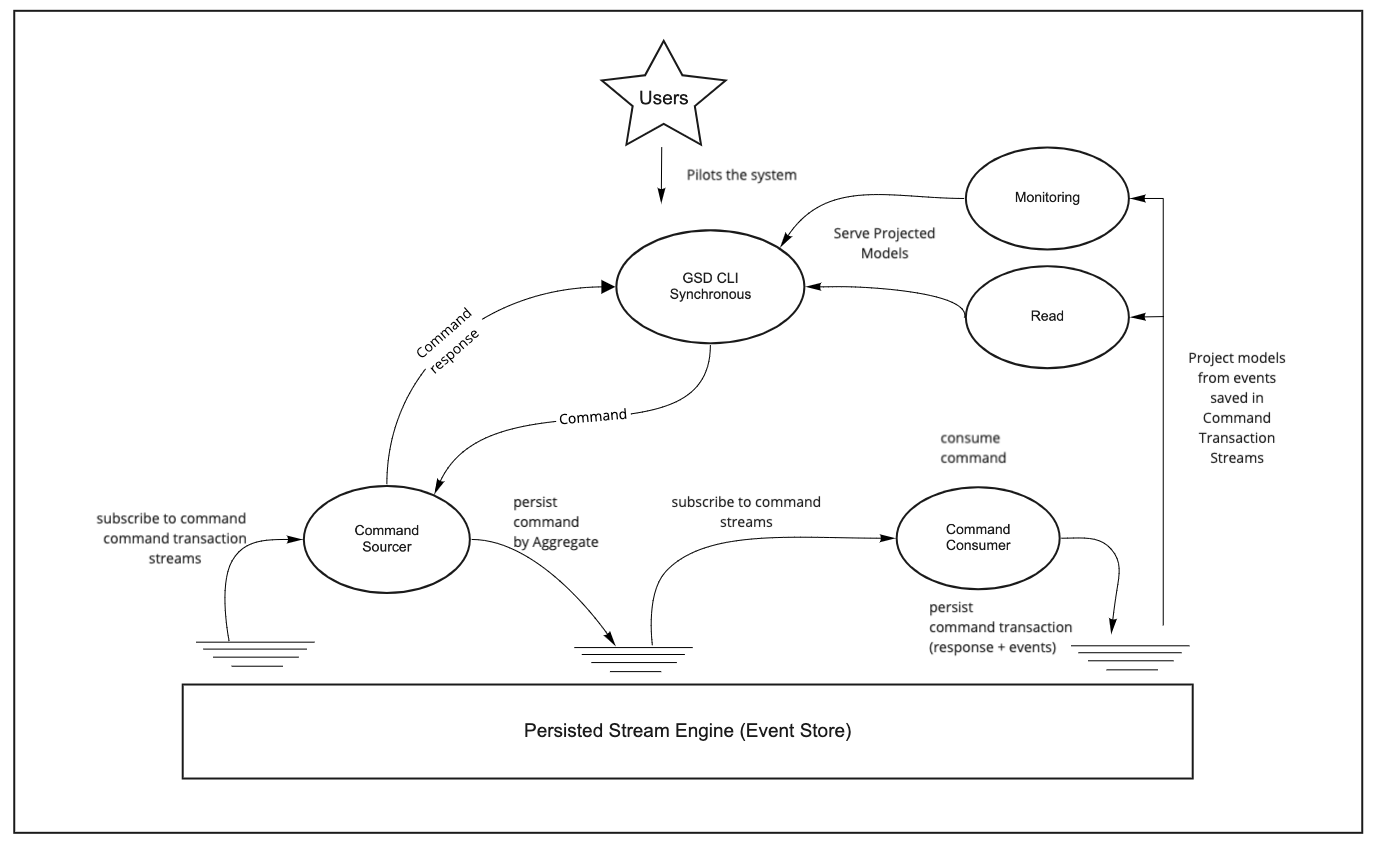 Users
Pilots the system
Monitoring
Serve Projected
Models
GSD CLI
Synchronous
Read
Command
response
Project models
from events
saved in
Command
Transaction
Streams
Command
consume
command
subscribe to command
command transaction
streams
Command
Sourcer
persist
command
by Aggregate
subscribe to command
streams
Command
Consumer
persist
command transaction
(response + events)
Persisted Stream Engine (Event Store)